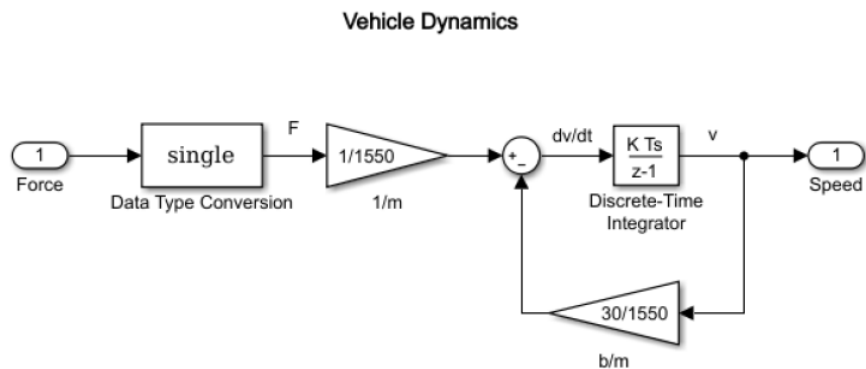 Vehicle Dynamics
1
Force
single
Data Type Conversion
F
1/1550
1/m
+
−
dv/dt
K Ts
z-1
Discrete-Time
Integrator
v
1
Speed
30/1550
b/m